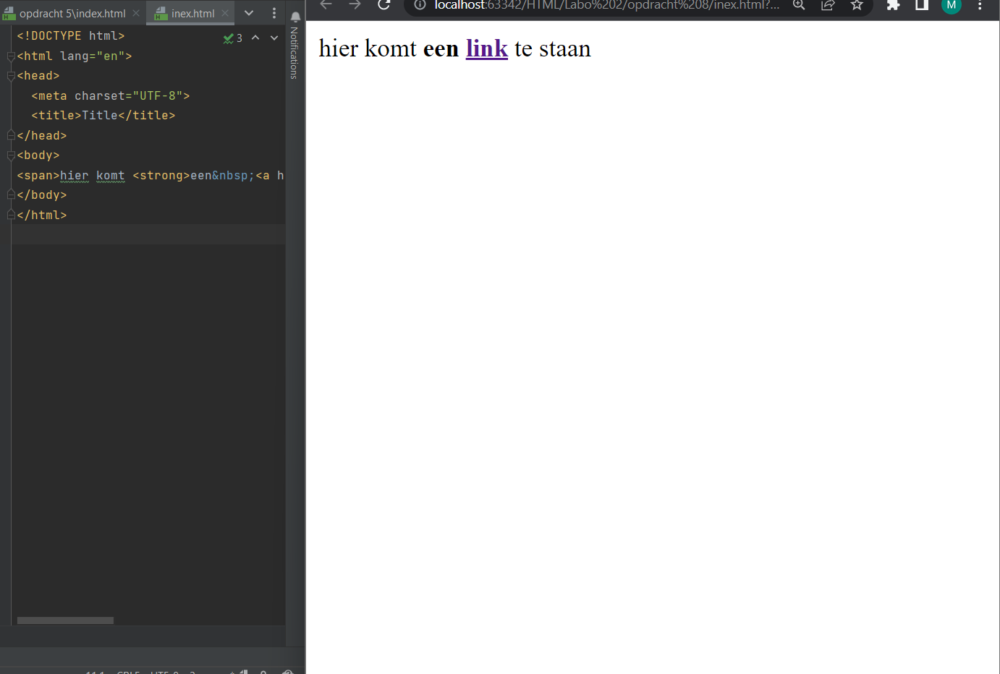 opdracht 5\index.html
inex.html
<!DOCTYPE html>
3
<html lang="en">
<head>
<meta charset="UTF-8">
<title>Title</title>
</head>
<body>
<span>hier komt <strong>een&nbsp;<a h
</body>
</html>
Notifications
localhost:63342/HTML/Labo%202/opdracht%208/inex.html?...
M
hier komt een link te staan